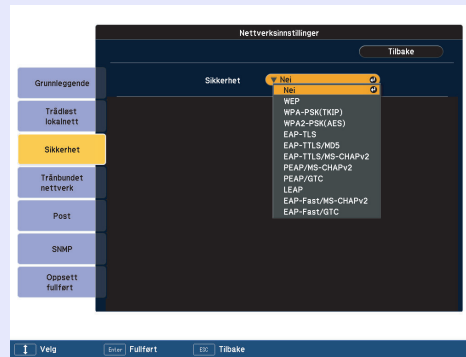 Nettverksinnstillinger
Tilbake
Sikkerhet
Nei
Nei
WEP
WPA-PSK(TKIP)
WPA2-PSK(AES)
EAP-TLS
EAP-TTLS/MD5
EAP-TTLS/MS-CHAPv2
PEAP/MS-CHAPv2
PEAP/GTC
LEAP
EAP-Fast/MS-CHAPv2
EAP-Fast/GTC
Grunnleggende
Trådløst
lokalnett
Sikkerhet
Trånbundet
nettverk
Post
SNMP
Oppsett
fullført
Velg
Enter Fullført
ESC Tilbake